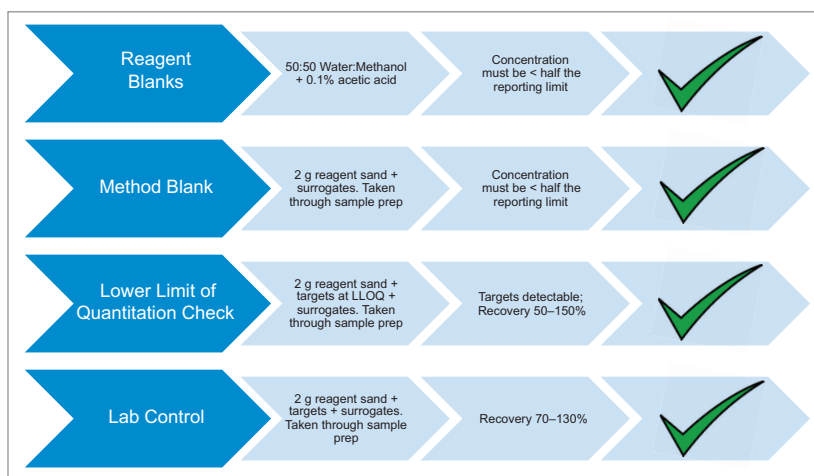 Reagent
Blanks
50:50 Water:Methanol
+ 0.1% acetic acid
Concentration
must be < half the
reporting limit
Method Blank
2 g reagent sand +
surrogates. Taken
through sample prep
Concentration
must be < half the
reporting limit
Lower Limit of
Quantitation Check
2 g reagent sand +
targets at LLOQ +
surrogates. Taken
through sample prep
Targets detectable;
Recovery 50–150%
Lab Control
2 g reagent sand +
targets + surrogates.
Taken through sample
prep
Recovery 70–130%